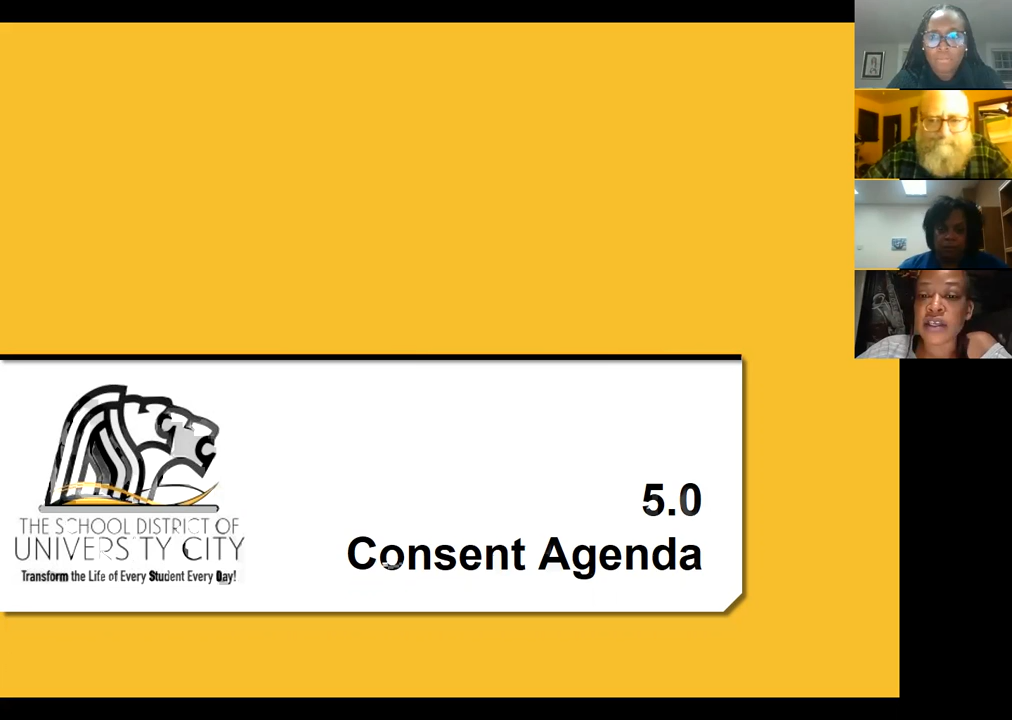 5.0
Consent Agenda
THE SCHOOL DISTRICT OF
UNIVERSITY CITY
Transform the Life of Every Student Every Day!